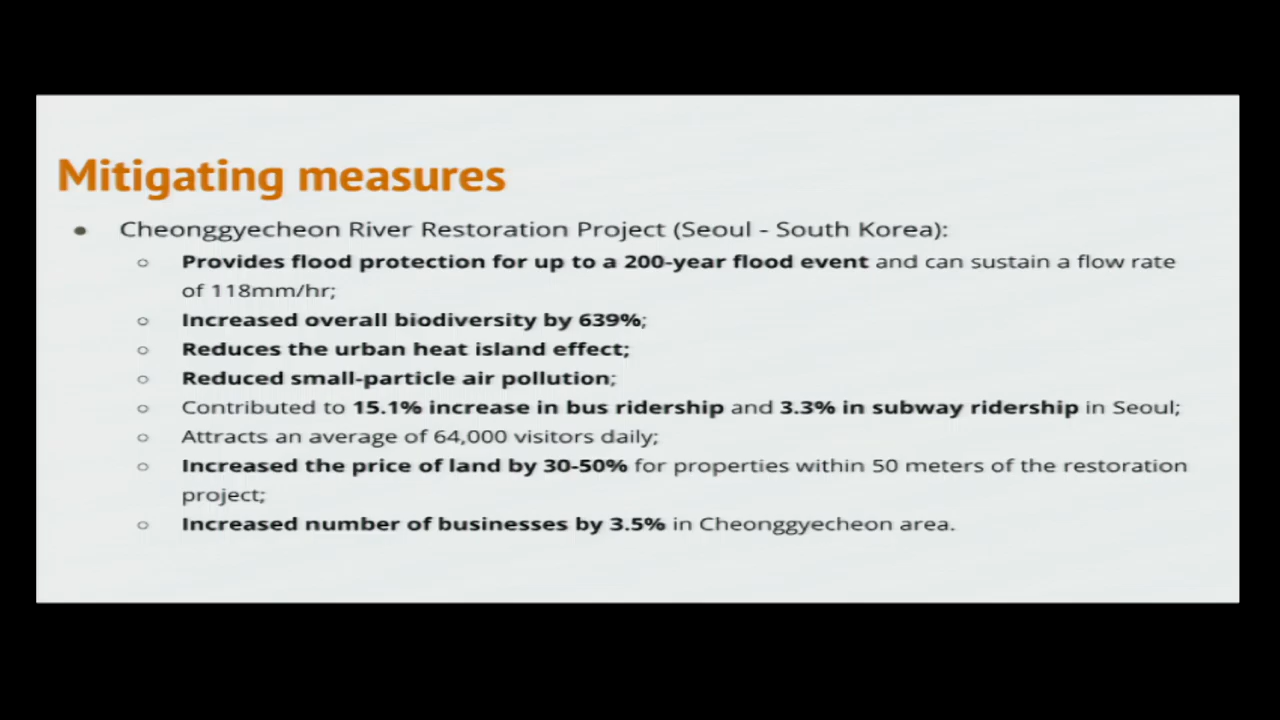 Mitigating measures
● Cheonggyecheon River Restoration Project (Seoul - South Korea):
○ Provides flood protection for up to a 200-year flood event and can sustain a flow rate
of 118mm/hr;
○ Increased overall biodiversity by 639%;
○ Reduces the urban heat island effect;
○ Reduced small-particle air pollution;
○ Contributed to 15.1% increase in bus ridership and 3.3% in subway ridership in Seoul;
○ Attracts an average of 64,000 visitors daily;
○ Increased the price of land by 30-50% for properties within 50 meters of the restoration
project;
○ Increased number of businesses by 3.5% in Cheonggyecheon area.